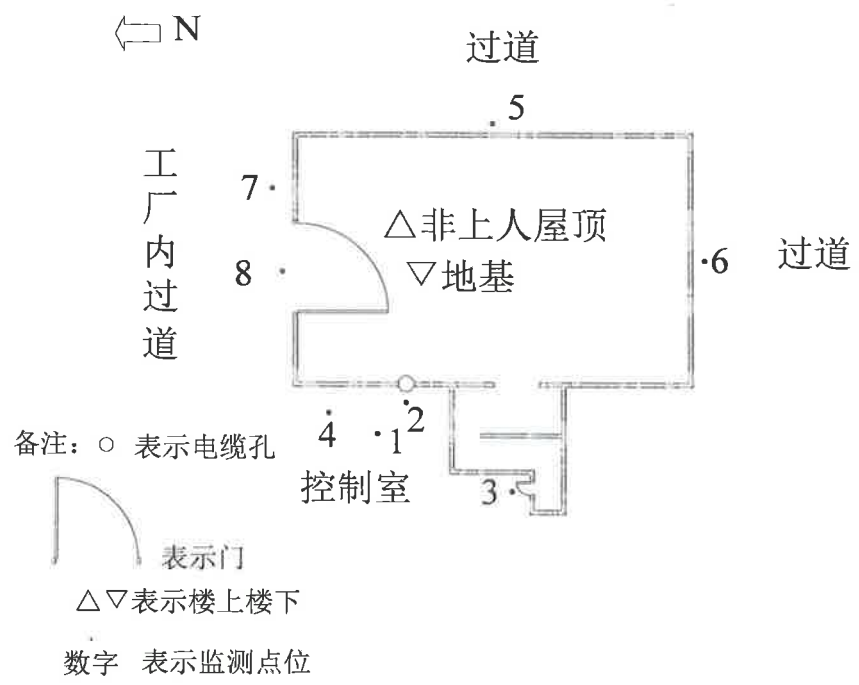 N
过道
5
工厂内过道
7
△非上人屋顶
8
▽地基
6
过道
4
1
2
控制室
3
备注：○ 表示电缆孔
表示门
△▽表示楼上楼下
数字 表示监测点位